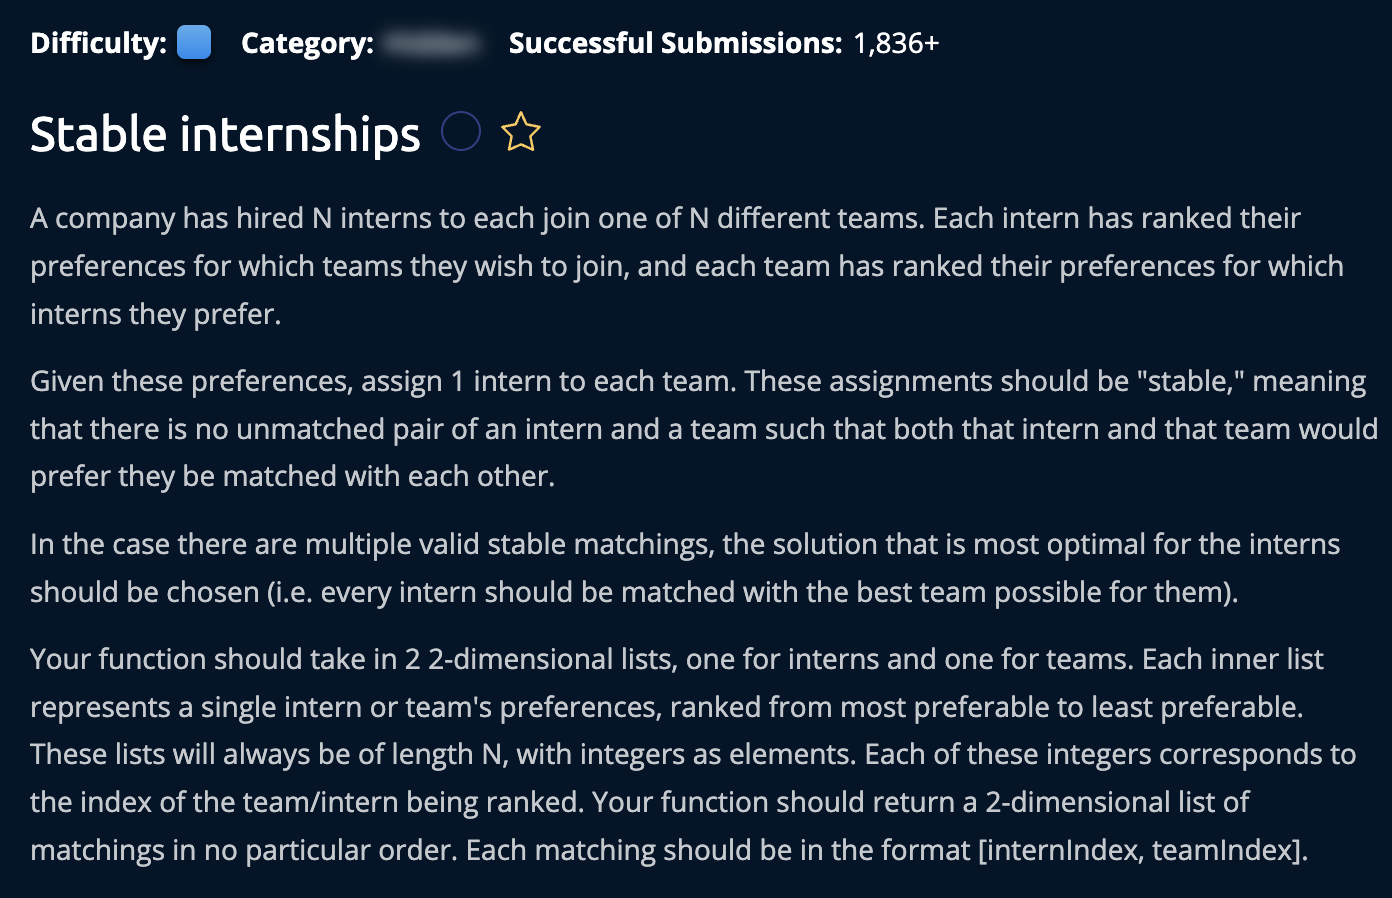 Difficulty: Category: Successful Submissions: 1,836+
Stable internships
A company has hired N interns to each join one of N different teams. Each intern has ranked their
preferences for which teams they wish to join, and each team has ranked their preferences for which
interns they prefer.
Given these preferences, assign 1 intern to each team. These assignments should be "stable," meaning
that there is no unmatched pair of an intern and a team such that both that intern and that team would
prefer they be matched with each other.
In the case there are multiple valid stable matchings, the solution that is most optimal for the interns
should be chosen (i.e. every intern should be matched with the best team possible for them).
Your function should take in 2 2-dimensional lists, one for interns and one for teams. Each inner list
represents a single intern or team's preferences, ranked from most preferable to least preferable.
These lists will always be of length N, with integers as elements. Each of these integers corresponds to
the index of the team/intern being ranked. Your function should return a 2-dimensional list of
matchings in no particular order. Each matching should be in the format [internIndex, teamIndex].